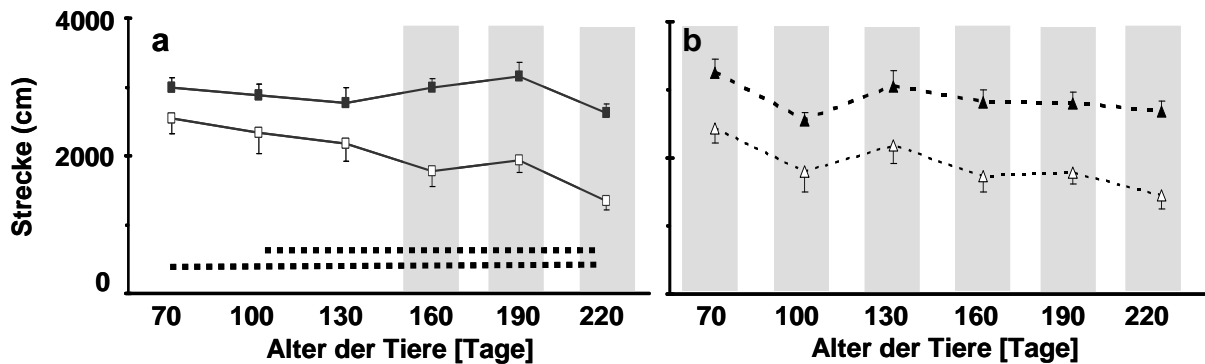 4000
a
b
Strecke (cm)
2000
0
70 100 130 160 190 220
70 100 130 160 190 220
Alter der Tiere [Tage]
Alter der Tiere [Tage]